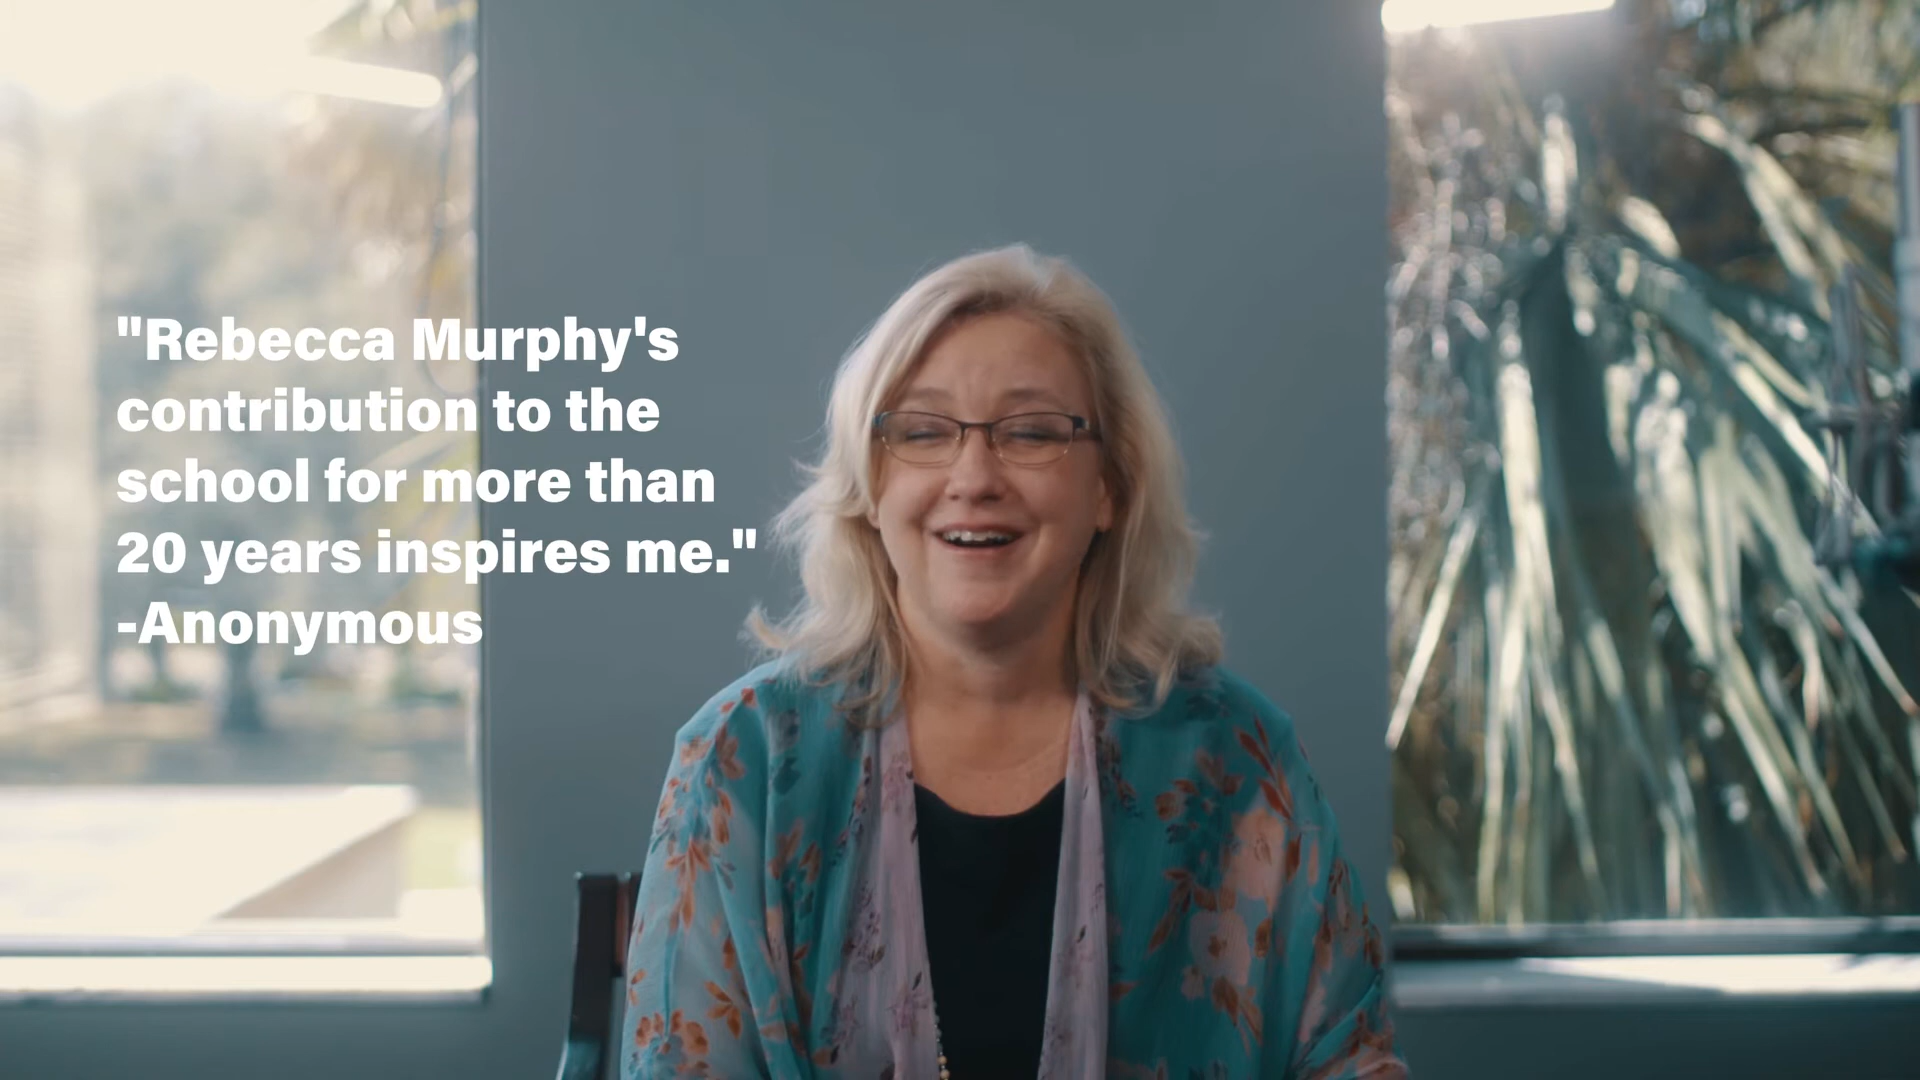 "Rebecca Murphy's
contribution to the
school for more than
20 years inspires me."
-Anonymous